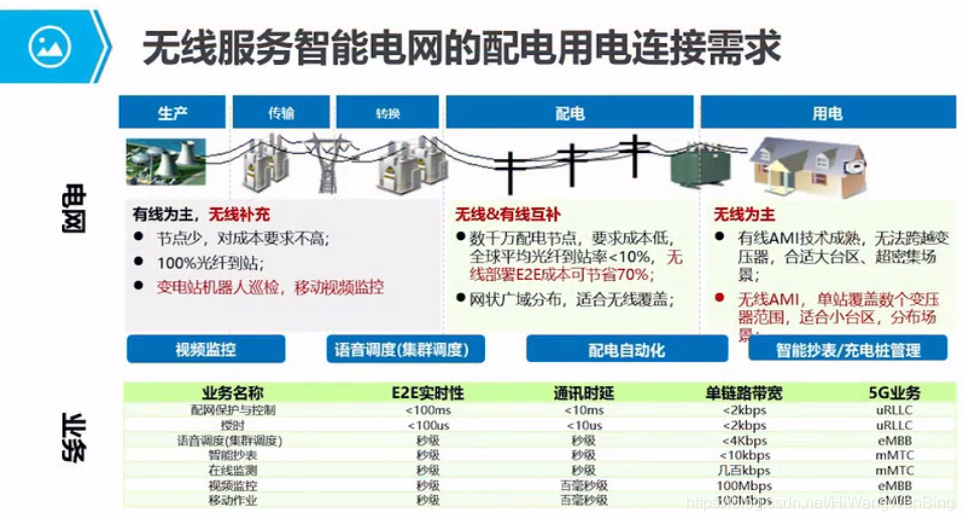 无线服务智能电网的配电用电连接需求
生产 传输 转换 配电 用电
电网
有线为主，无线补充
● 节点少，对成本要求不高；
● 100%光纤到站；
● 变电站机器人巡检，移动视频监控
无线&有线互补
● 数千万配电节点，要求成本低，
全球平均光纤到站率<10%，无
线部署E2E成本可节省70%；
● 网状广域分布，适合无线覆盖；
无线为主
● 有线AMI技术成熟，无法跨越变
压器，合适大台区、超密集场
景；
● 无线AMI，单站覆盖数个变压
器范围，适合小台区，分布场
景；
视频监控 语音调度(集群调度) 配电自动化 智能抄表/充电桩管理
业务
业务名称 E2E实时性 通讯时延 单链路带宽 5G业务
配网保护与控制 <100ms <10ms <2kbps uRLLC
授时 <100us <10us <2kbps uRLLC
语音调度(集群调度) 秒级 秒级 <4Kbps eMBB
智能抄表 秒级 秒级 <10kbps mMTC
在线监测 秒级 秒级 几百kbps mMTC
视频监控 秒级 百毫秒级 100Mbps eMBB
移动作业 秒级 百毫秒级 100Mbps eMBB
https://blog.csdn.net/HiWangWenBing